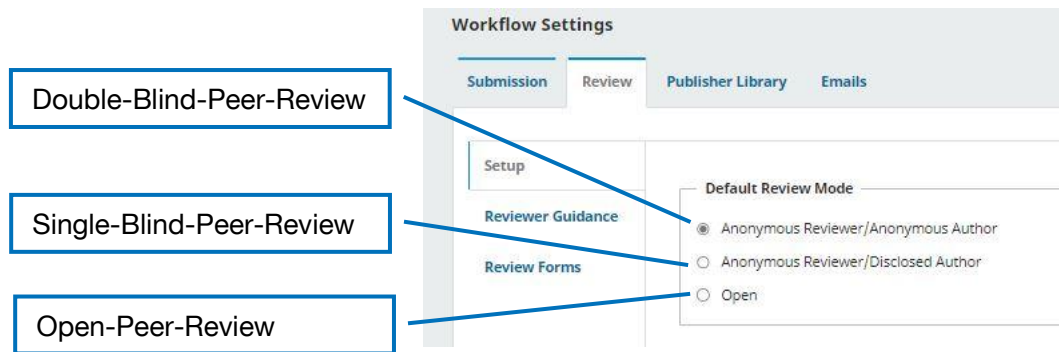 Workflow Settings
Submission Review Publisher Library Emails
Double-Blind-Peer-Review
Setup
Default Review Mode
Single-Blind-Peer-Review
Reviewer Guidance
Anonymous Reviewer/Anonymous Author
Review Forms
Anonymous Reviewer/Disclosed Author
Open
Open-Peer-Review